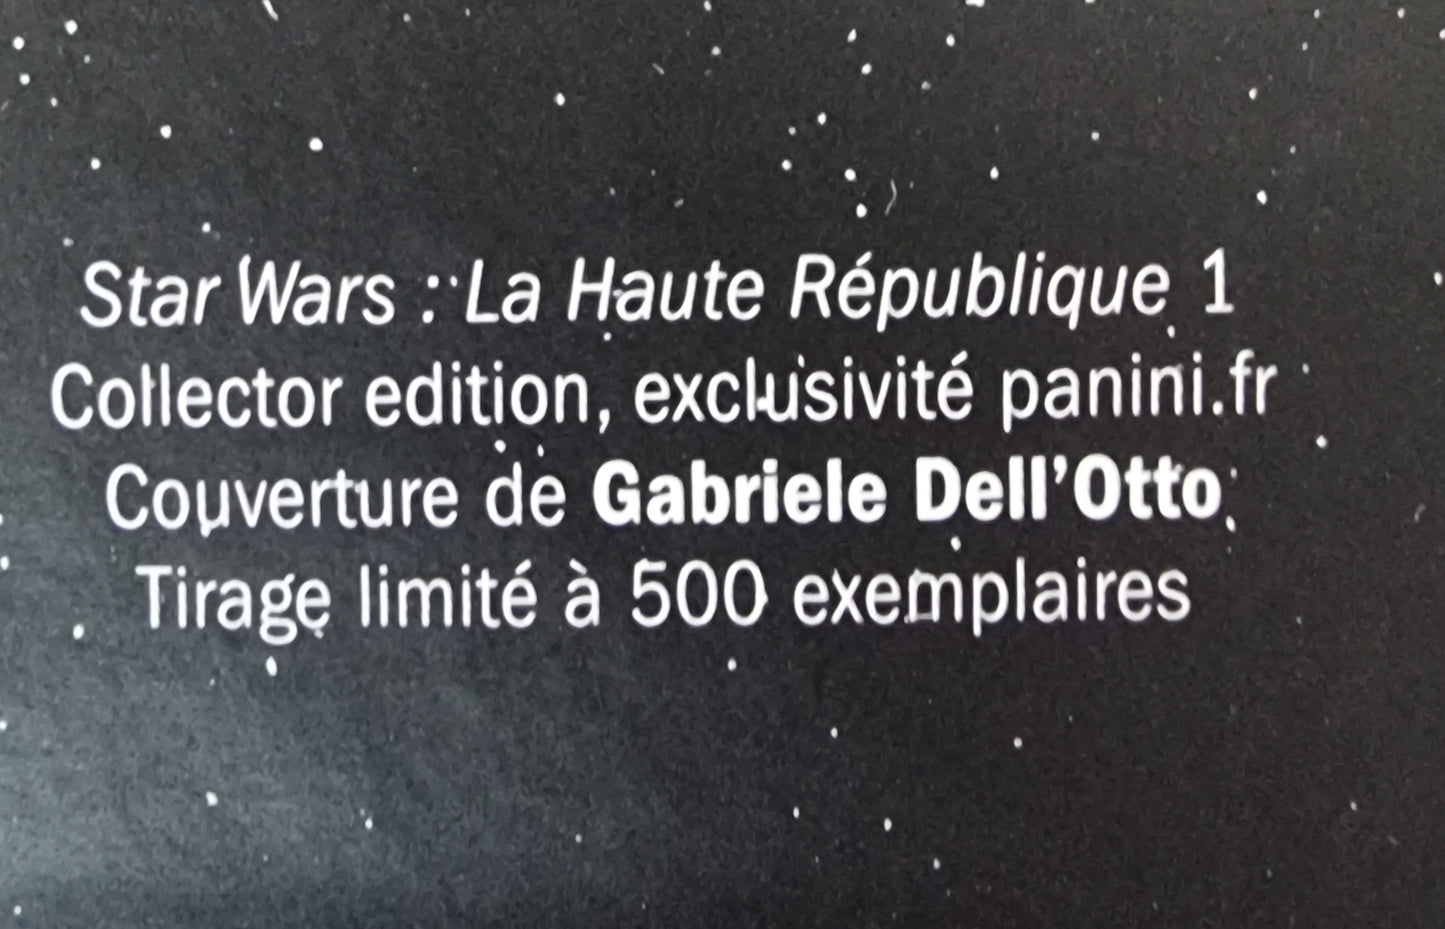 Star Wars : La Haute République 1
Collector edition, exclusivité panini.fr
Couverture de Gabriele Dell'Otto
Tirage limité à 500 exemplaires